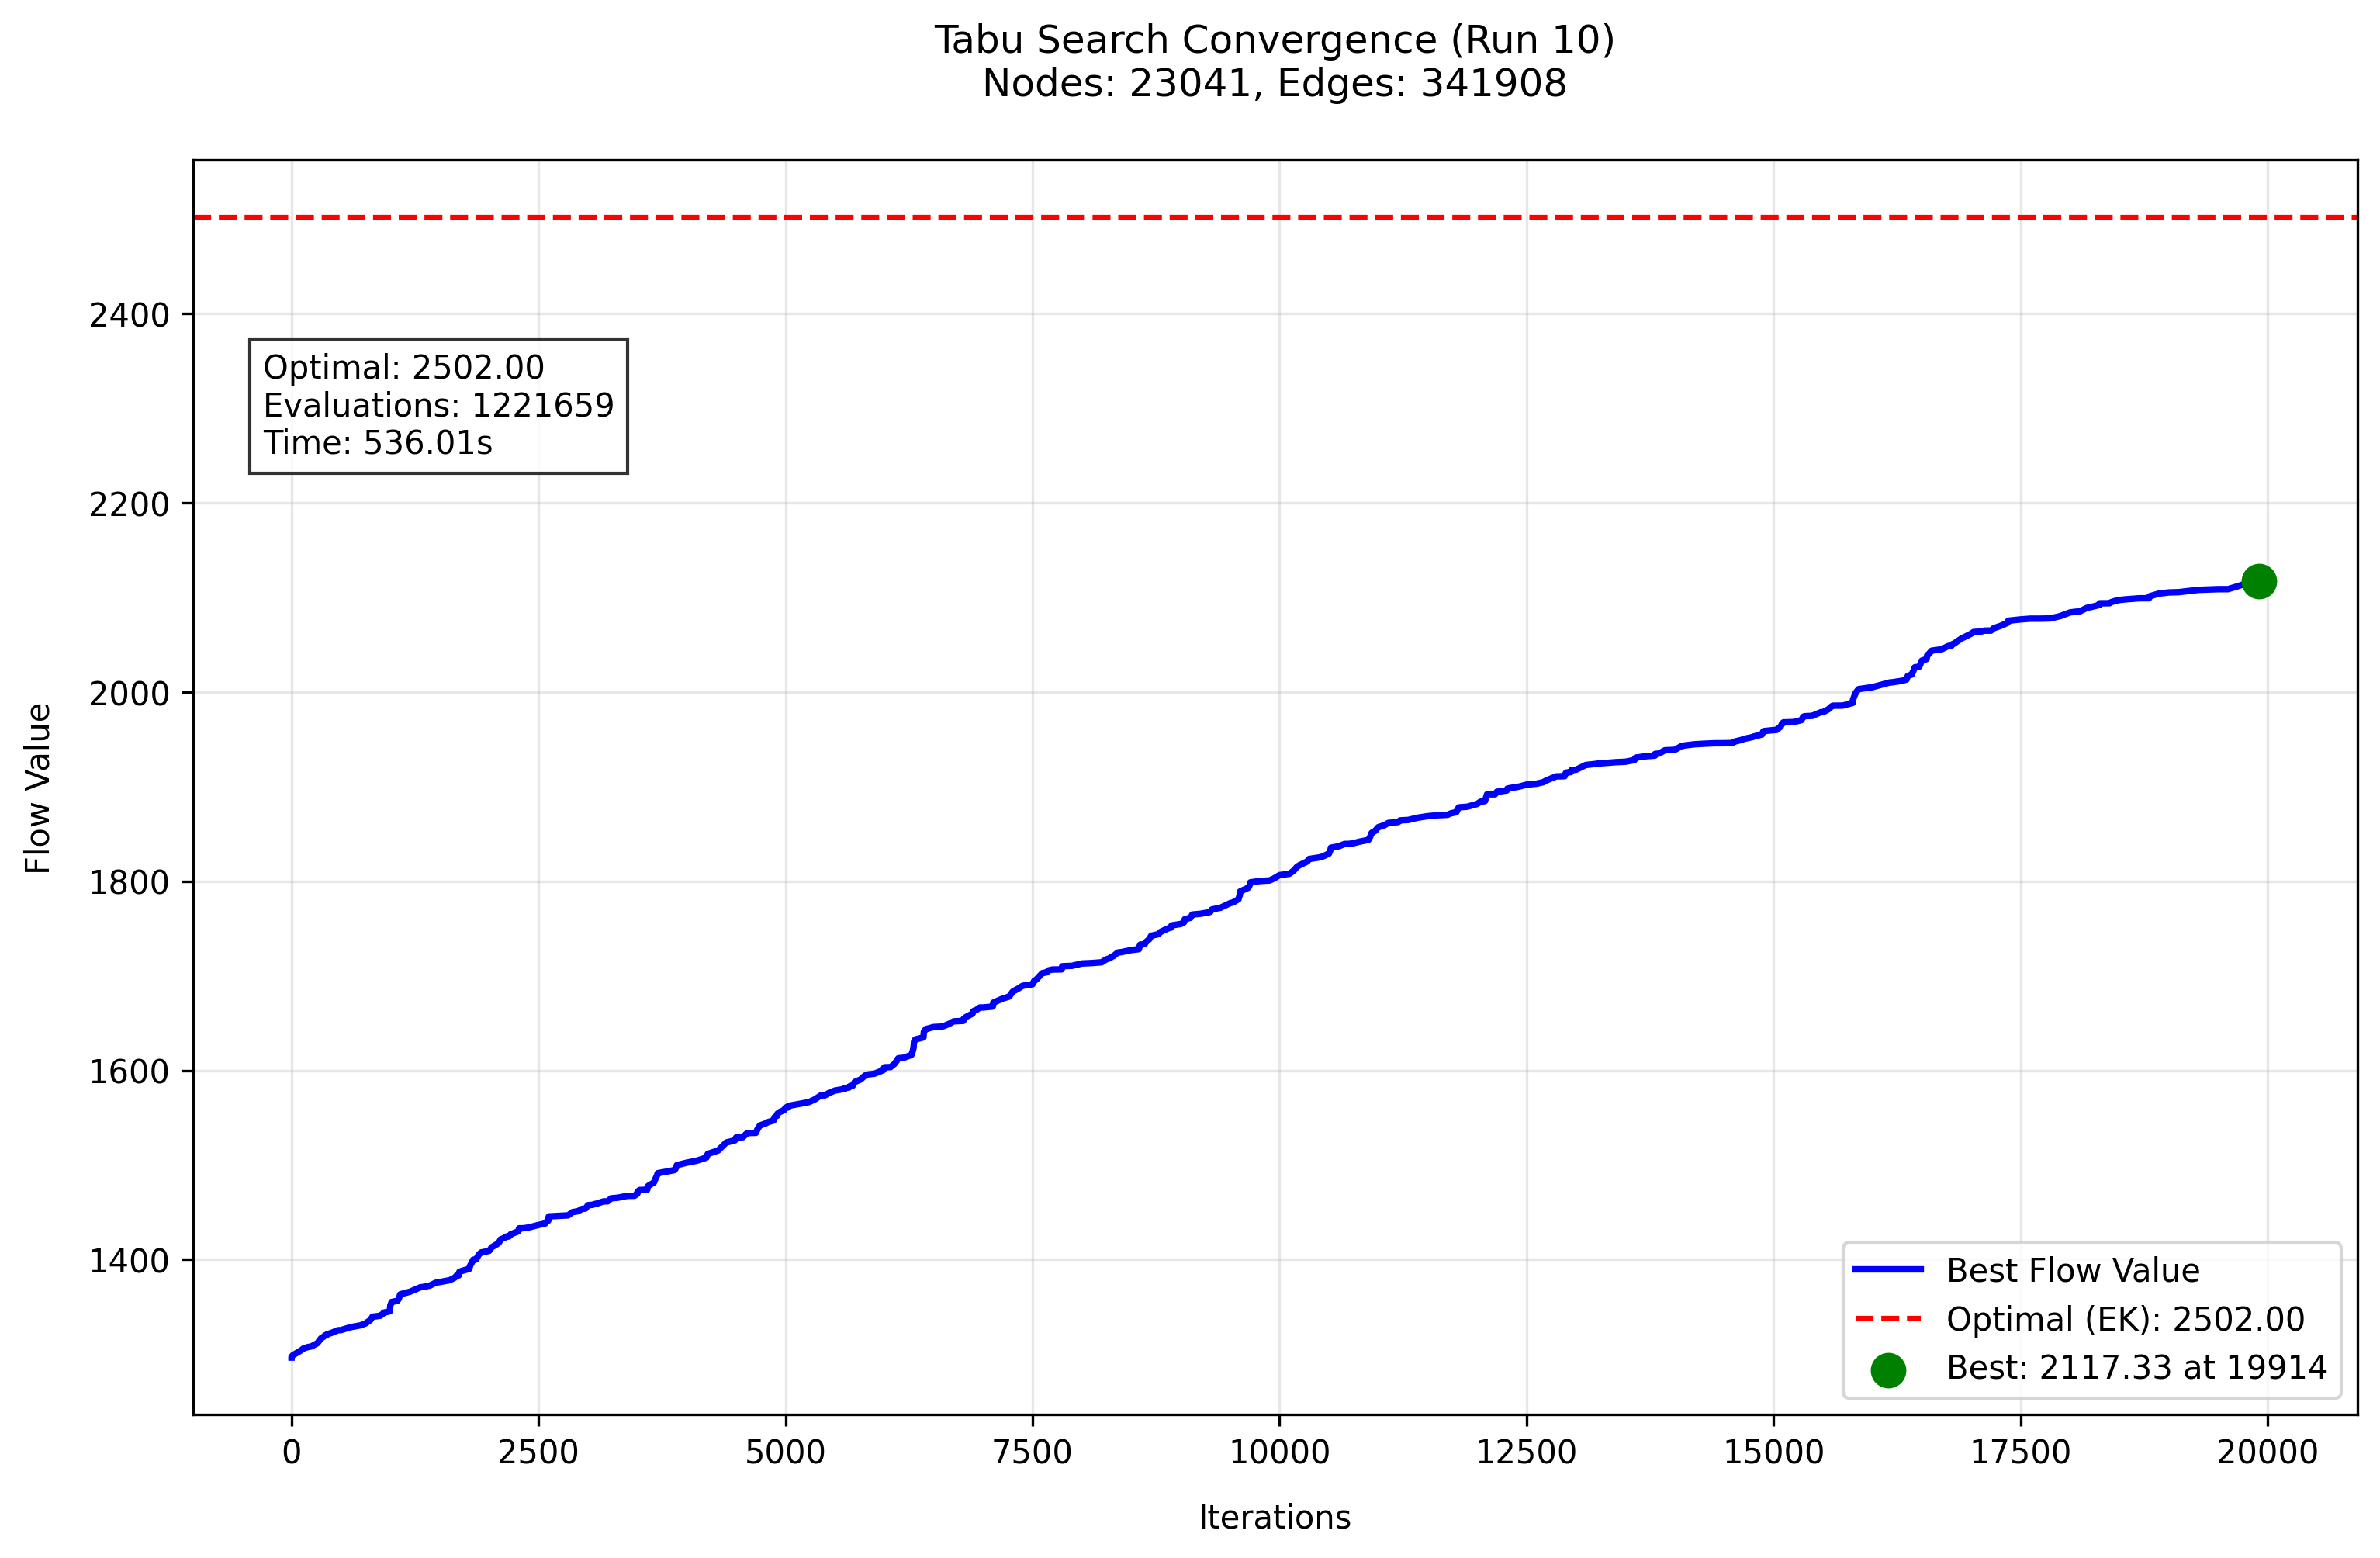 Tabu Search Convergence (Run 10)
Nodes: 23041, Edges: 341908
Flow Value
2400
2200
2000
1800
1600
1400
Optimal: 2502.00
Evaluations: 1221659
Time: 536.01s
Best Flow Value
Optimal (EK): 2502.00
Best: 2117.33 at 19914
0 2500 5000 7500 10000 12500 15000 17500 20000
Iterations